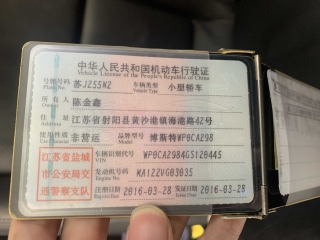 中华人民共和国机动车行驶证
Vehicle License of the People's Republic of China
号牌号码 苏JZ55W2 车辆类型 小型轿车
Plate No. Vehicle Type
所有人 陈金鑫
Owner
住址 江苏省射阳县黄沙港镇海港路42号
Address
使用性质 非营运 品牌型号 博斯特WP0CA298
Use Character Model
江苏省盐城 车辆识别代号 WP0CA2984GS120445
VIN
市公安局交 发动机号码 MA122VG03035
Engine No.
通警察支队 注册日期 2016-03-28 发证日期 2016-03-28
Register Date Issue Date